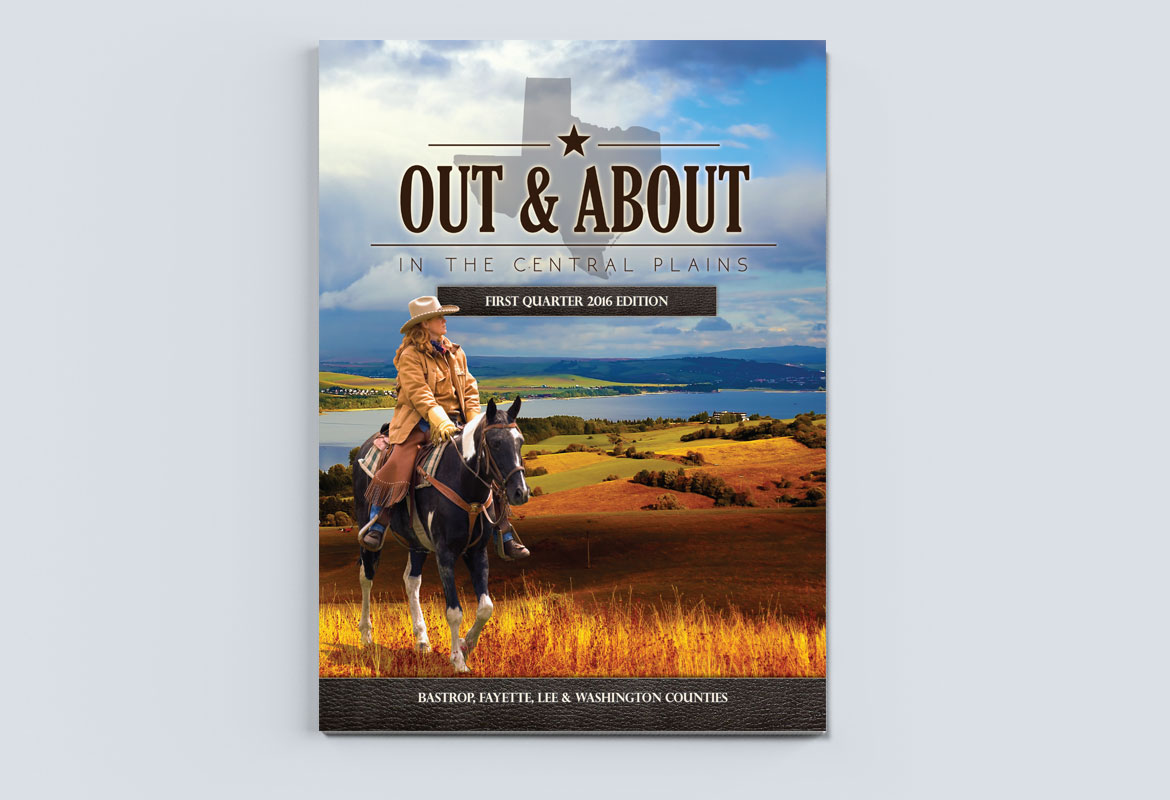 OUT & ABOUT
IN THE CENTRAL PLAINS
FIRST QUARTER 2016 EDITION
BASTROP, FAYETTE, LEE & WASHINGTON COUNTIES